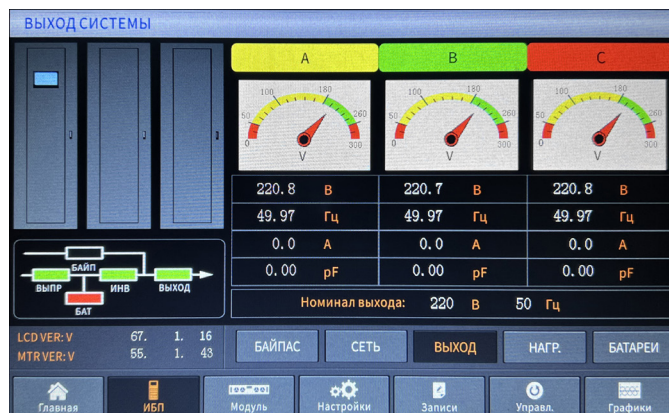 ВЫХОД СИСТЕМЫ
A B C
0 50 100 180 260 300 V
0 50 100 180 260 300 V
0 50 100 180 260 300 V
220.8 В 220.7 В 220.8 В
49.97 Гц 49.97 Гц 49.97 Гц
0.0 А 0.0 А 0.0 А
0.00 pF 0.00 pF 0.00 pF
Номинал выхода: 220 В 50 Гц
БАЙП
ВЫПР ИНВ ВЫХОД
БАТ
LCD VER: V 67. 1. 16
MTR VER: V 55. 1. 43
БАЙПАС СЕТЬ ВЫХОД НАГР. БАТАРЕИ
Главная ИБП Модуль Настройки Записи Управл. Графики